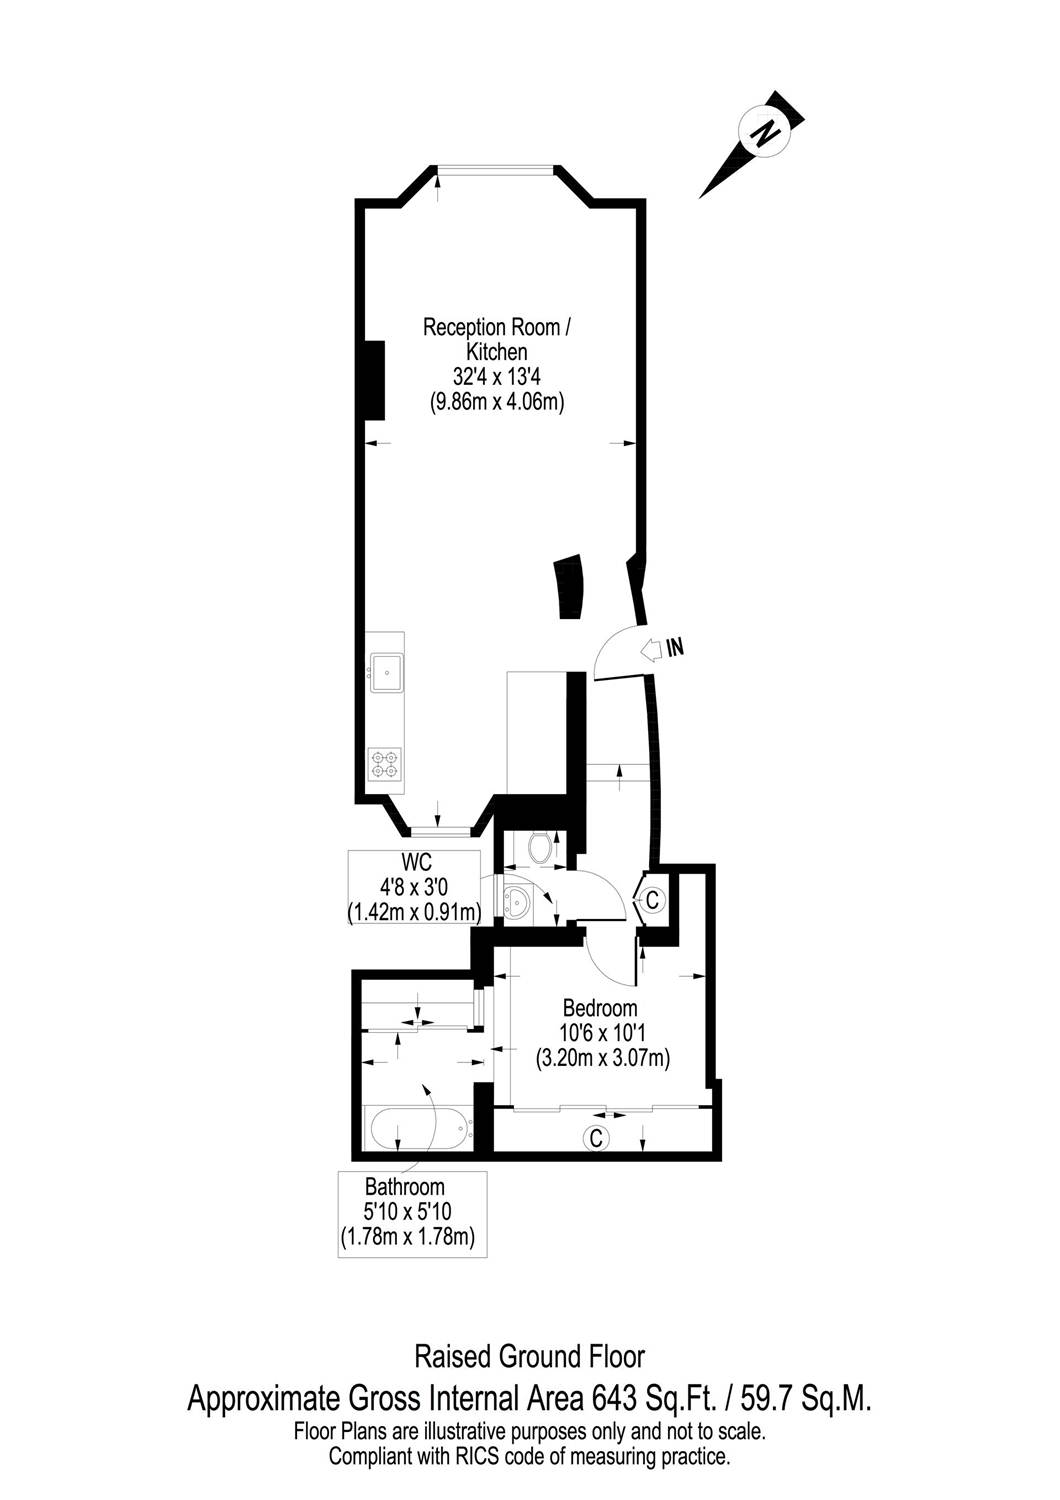 N
Reception Room /
Kitchen
32'4 x 13'4
(9.86m x 4.06m)
IN
WC
4'8 x 3'0
(1.42m x 0.91m)
C
Bedroom
10'6 x 10'1
(3.20m x 3.07m)
C
Bathroom
5'10 x 5'10
(1.78m x 1.78m)
Raised Ground Floor
Approximate Gross Internal Area 643 Sq.Ft. / 59.7 Sq.M.
Floor Plans are illustrative purposes only and not to scale.
Compliant with RICS code of measuring practice.